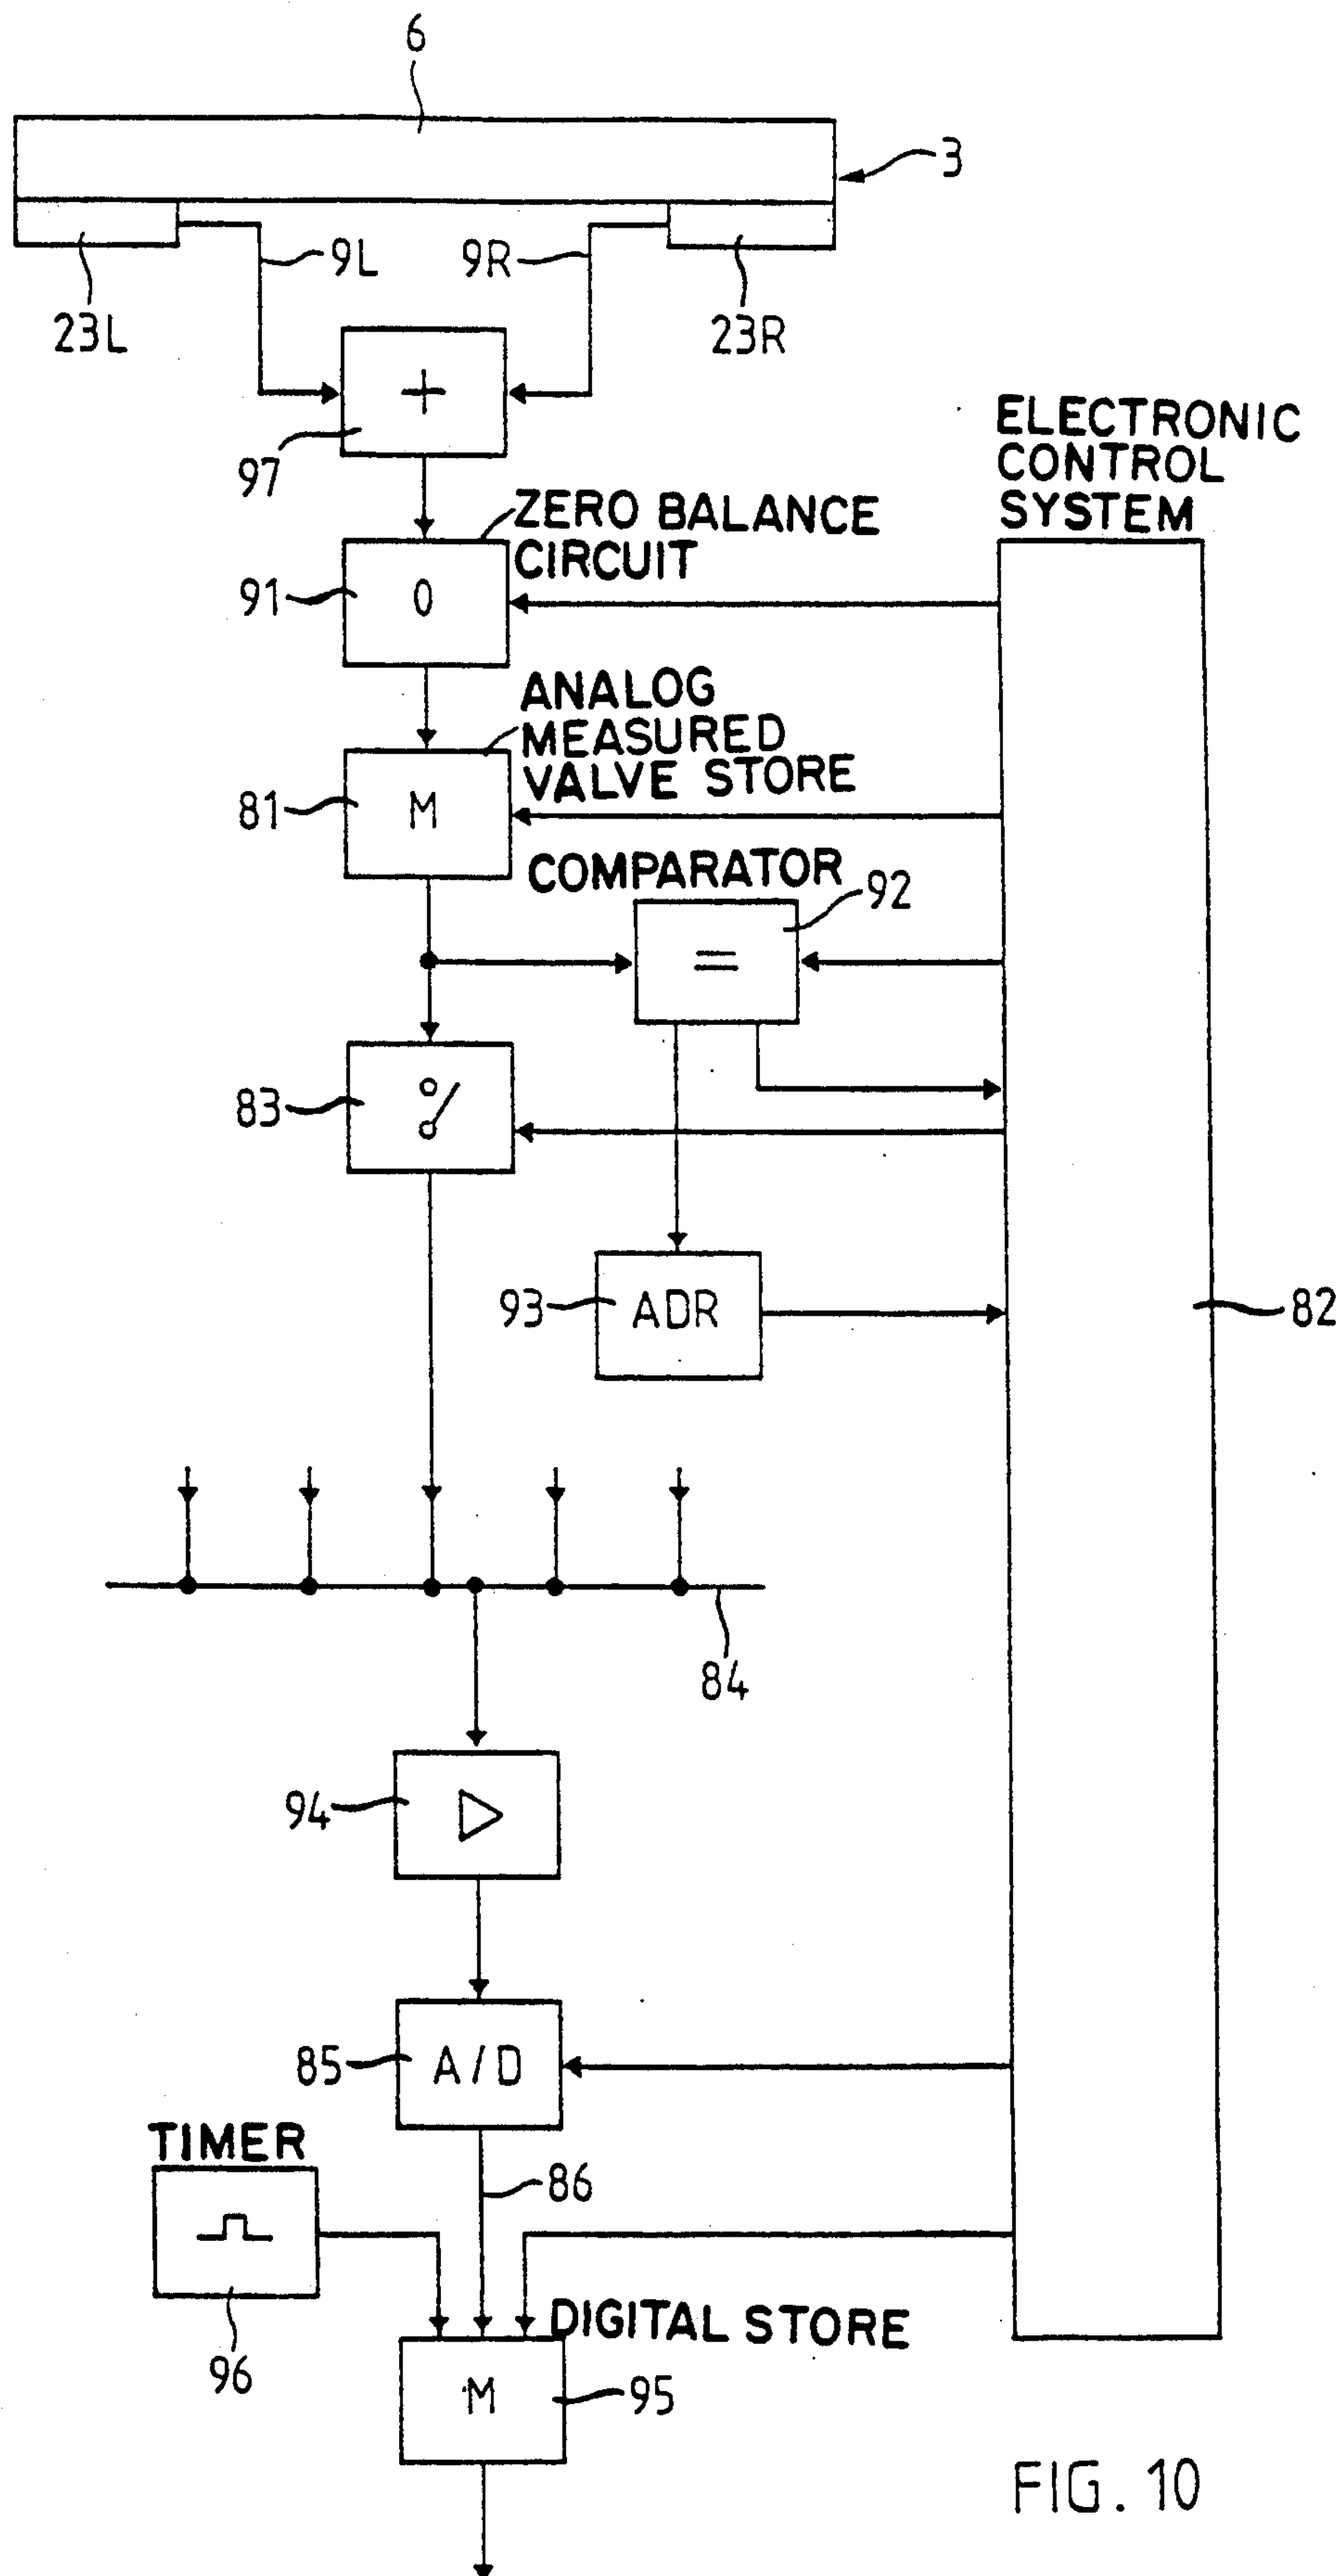 6
3
9L
9R
23L
23R
+
97
ELECTRONIC
CONTROL
SYSTEM
ZERO BALANCE
CIRCUIT
91
0
ANALOG
MEASURED
VALVE STORE
81
M
COMPARATOR
92
=
83
93
ADR
82
84
94
85
A/D
TIMER
86
96
DIGITAL STORE
M
95
FIG. 10